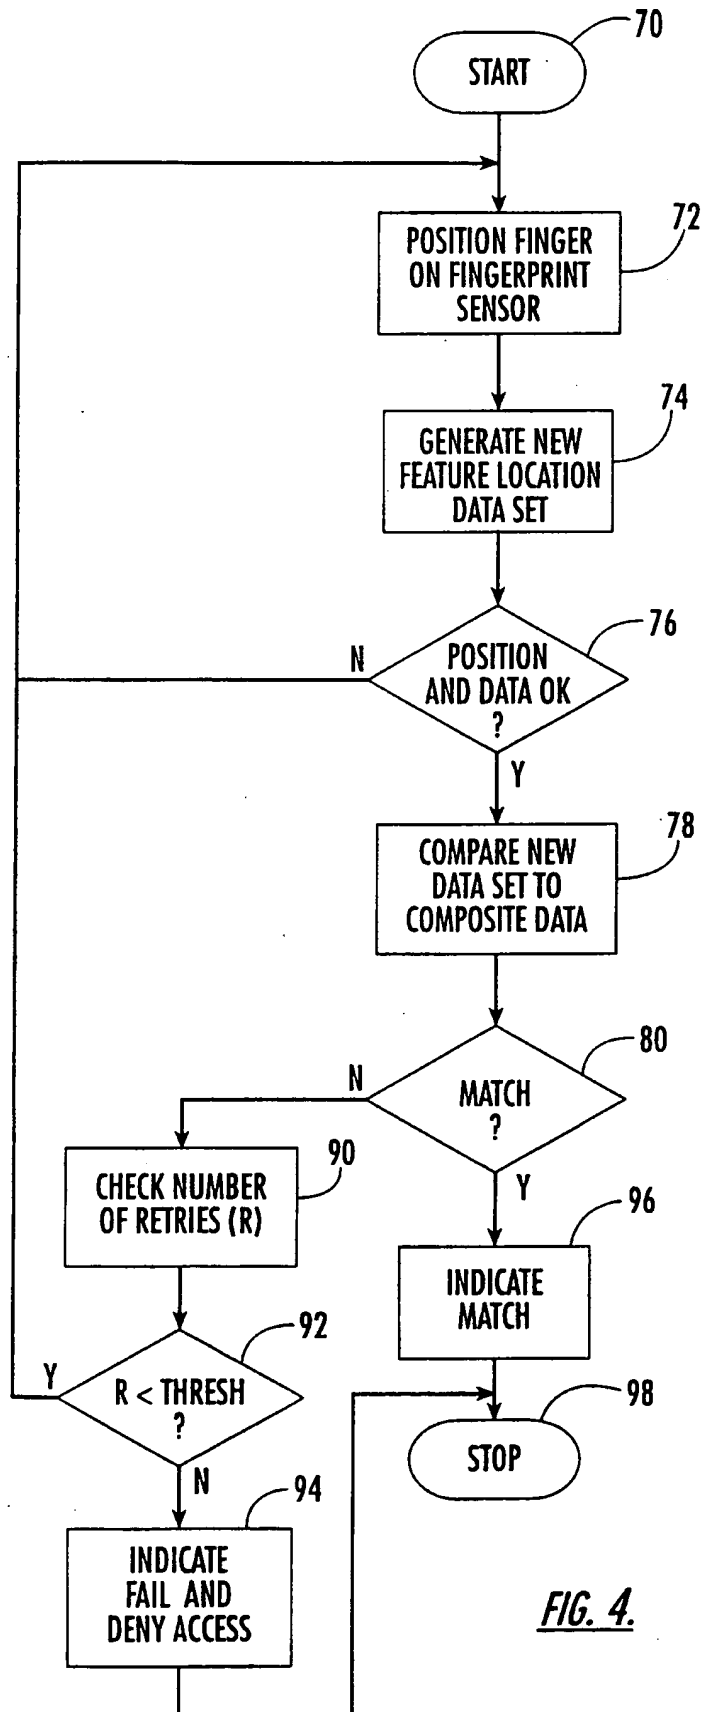 70
START
72
POSITION FINGER
ON FINGERPRINT
SENSOR
74
GENERATE NEW
FEATURE LOCATION
DATA SET
76
N
POSITION
AND DATA OK
?
Y
78
COMPARE NEW
DATA SET TO
COMPOSITE DATA
80
N
MATCH
?
Y
90
CHECK NUMBER
OF RETRIES (R)
96
INDICATE
MATCH
92
Y
R < THRESH
?
N
98
STOP
94
INDICATE
FAIL AND
DENY ACCESS
FIG. 4.